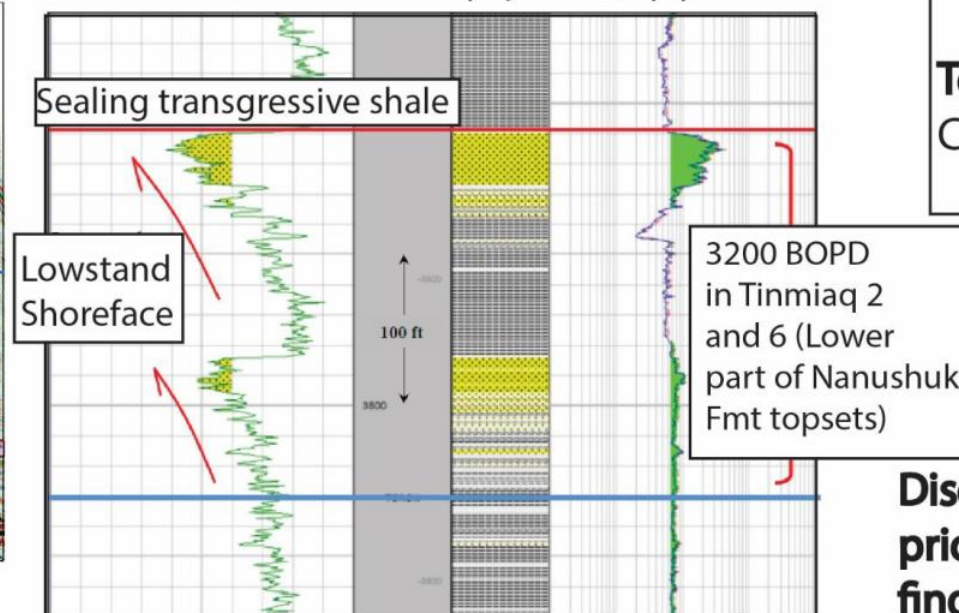 Sealing transgressive shale
Lowstand
Shoreface
100 ft
3800
3200 BOPD
in Tinmiaq 2
and 6 (Lower
part of Nanushuk
Fmt topsets)